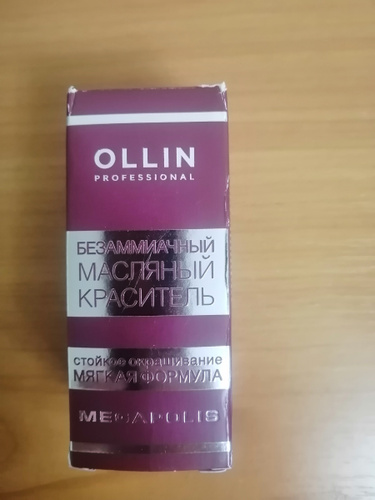 OLLIN
PROFESSIONAL
БЕЗАММИАЧНЫЙ
МАСЛЯНЫЙ
КРАСИТЕЛЬ
стойкое окрашивание
МЯГКАЯ ФОРМУЛА
MEGAPOLIS